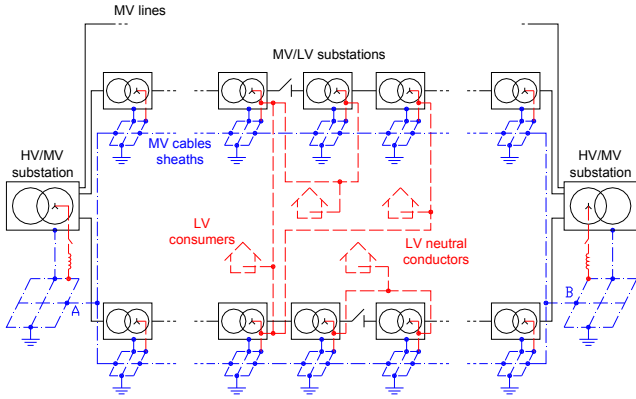 MV lines
MV/LV substations
HV/MV
substation
MV cables
sheaths
HV/MV
substation
LV
consumers
LV neutral
conductors
A
B